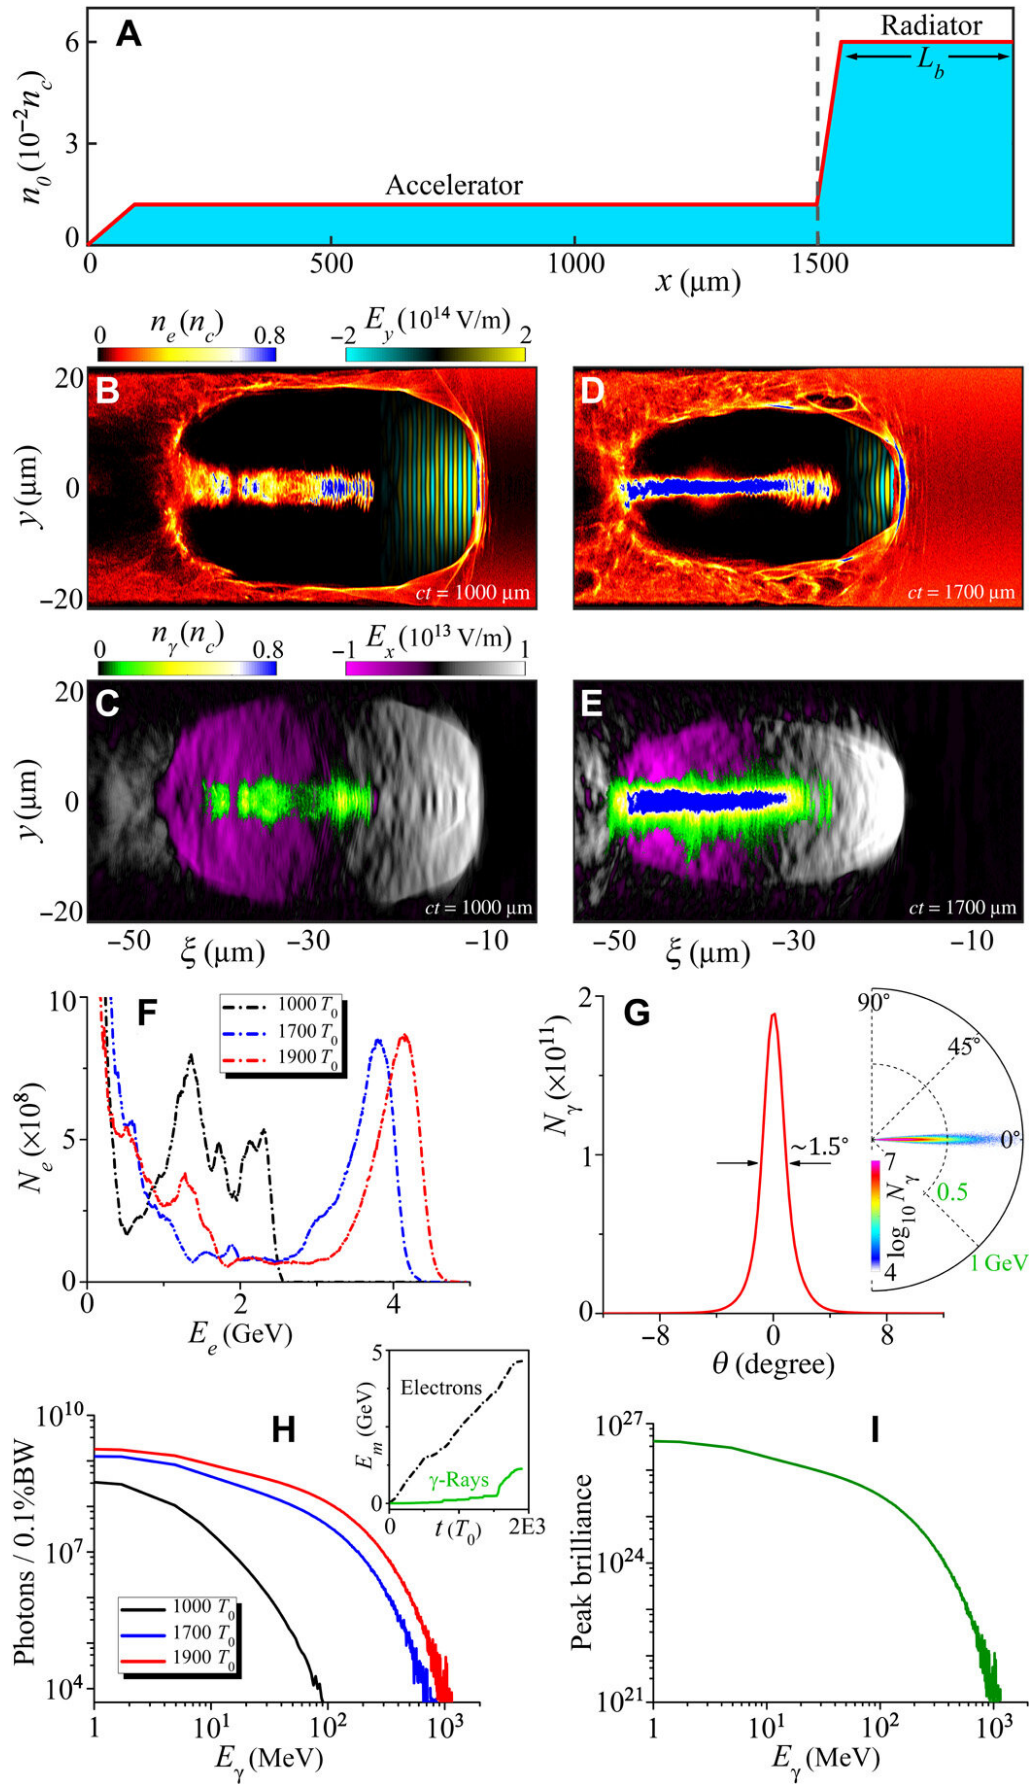 A
Radiator
L_b
Accelerator
n_0 (10^−2 n_c)
6
3
0
0
500
1000
1500
x (μm)
0 n_e (n_c) 0.8
−2 E_y (10^14 V/m) 2
B
D
20
0
−20
y (μm)
ct = 1000 μm
ct = 1700 μm
0 n_γ (n_c) 0.8
−1 E_x (10^13 V/m) 1
C
E
20
0
−20
y (μm)
ct = 1000 μm
ct = 1700 μm
−50 −30 −10
ξ (μm)
−50 −30 −10
ξ (μm)
F
1000 T_0
1700 T_0
1900 T_0
N_e (×10^8)
10
5
0
0 2 4
E_e (GeV)
G
N_γ (×10^11)
2
1
0
~1.5°
−8 0 8
θ (degree)
90°
45°
0°
0.5
1 GeV
7
log_10 N_γ
4
H
Photons / 0.1%BW
10^10
10^7
10^4
1000 T_0
1700 T_0
1900 T_0
1 10^1 10^2 10^3
E_γ (MeV)
E_m (GeV)
5
0
Electrons
γ-Rays
0 2E3
t (T_0)
I
Peak brilliance
10^27
10^24
10^21
1 10^1 10^2 10^3
E_γ (MeV)